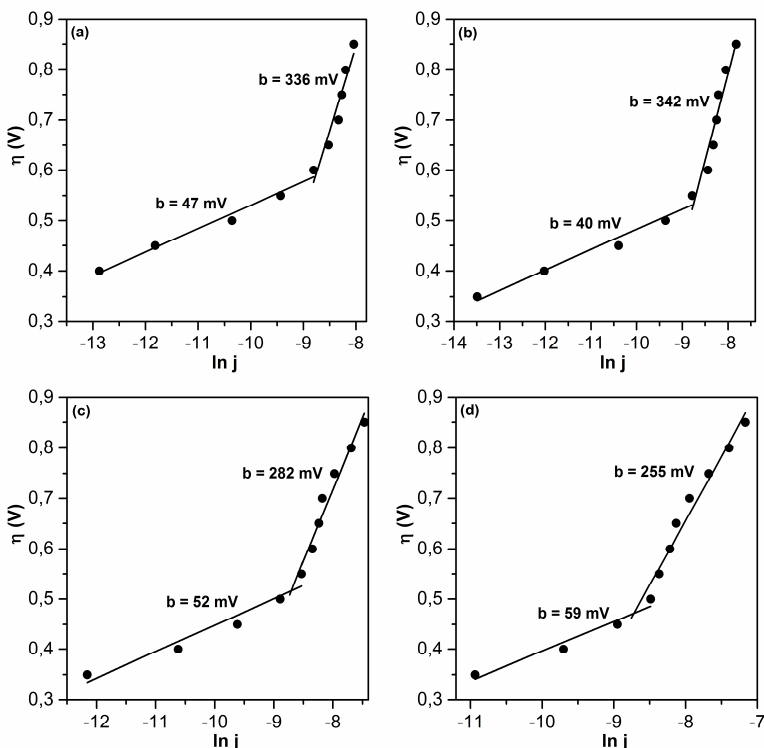 (a)
0,9
0,8
0,7
0,6
0,5
0,4
0,3
η (V)
b = 336 mV
b = 47 mV
-13 -12 -11 -10 -9 -8
ln j
(b)
0,9
0,8
0,7
0,6
0,5
0,4
0,3
η (V)
b = 342 mV
b = 40 mV
-14 -13 -12 -11 -10 -9 -8
ln j
(c)
0,9
0,8
0,7
0,6
0,5
0,4
0,3
η (V)
b = 282 mV
b = 52 mV
-12 -11 -10 -9 -8
ln j
(d)
0,9
0,8
0,7
0,6
0,5
0,4
0,3
η (V)
b = 255 mV
b = 59 mV
-11 -10 -9 -8 -7
ln j